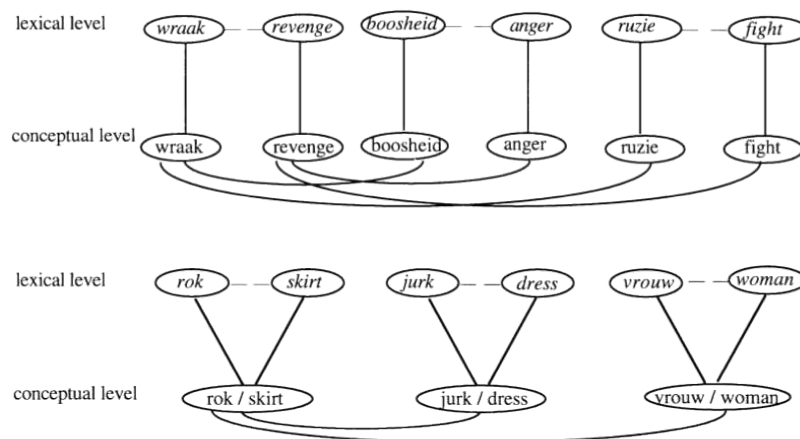 lexical level wraak revenge boosheid anger ruzie fight
conceptual level wraak revenge boosheid anger ruzie fight
lexical level rok skirt jurk dress vrouw woman
conceptual level rok / skirt jurk / dress vrouw / woman